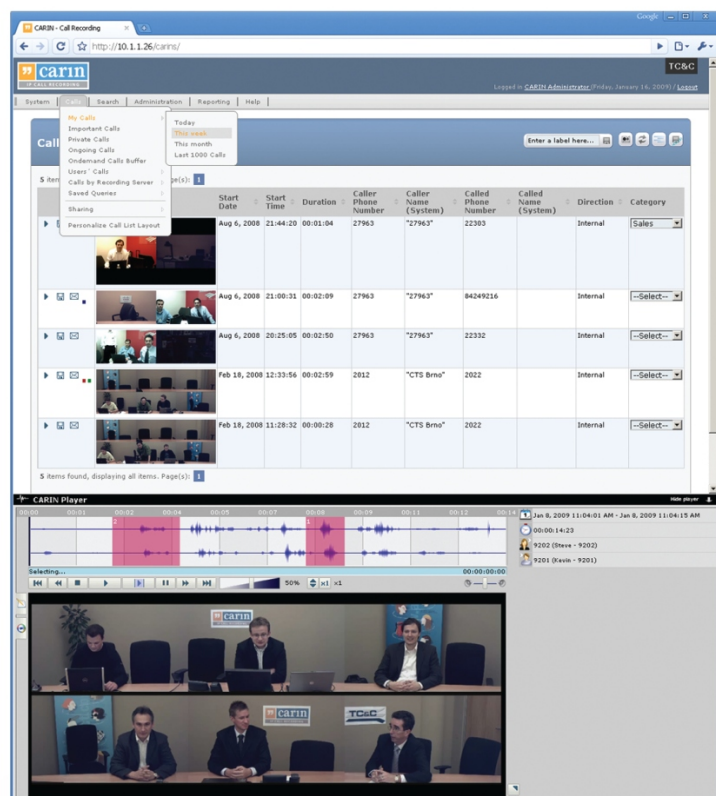 Google
CARIN - Call Recording
http://10.1.1.26/carins/
carin
IP CALL RECORDING
TC&C
Logged in CARIN Administrator (Friday, January 16, 2009) / Logout
System | Calls | Search | Administration | Reporting | Help |
My Calls
Important Calls
Private Calls
Ongoing Calls
Ondemand Calls Buffer
Users' Calls
Calls by Recording Server
Saved Queries
Sharing
Personalize Call List Layout
Today
This week
This month
Last 1000 Calls
Call
Enter a label here...
5 item
ge(s): 1
Start Date Start Time Duration Caller Phone Number Caller Name (System) Called Phone Number Called Name (System) Direction Category
Aug 6, 2008 21:44:20 00:01:04 27963 "27963" 22303 Internal Sales
Aug 6, 2008 21:00:31 00:02:09 27963 "27963" 84249216 Internal --Select--
Aug 6, 2008 20:25:05 00:02:50 27963 "27963" 22332 Internal --Select--
Feb 18, 2008 12:33:56 00:02:59 2012 "CTS Brno" 2022 Internal --Select--
Feb 18, 2008 11:28:32 00:00:28 2012 "CTS Brno" 2022 Internal --Select--
5 items found, displaying all items. Page(s): 1
CARIN Player
Hide player
00:00 00:01 00:02 00:04 00:05 00:07 00:08 00:09 00:11 00:12 00:14
2 1
Selecting...
00:00:00:00
50% x1 x1
Jan 8, 2009 11:04:01 AM - Jan 8, 2009 11:04:15 AM
00:00:14:23
9202 (Steve - 9202)
9201 (Kevin - 9201)
carin
carin
TC&C